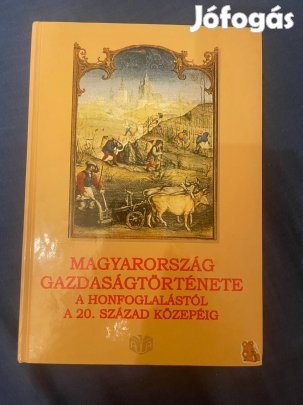 Jófogás
MAGYARORSZÁG
GAZDASÁGTÖRTÉNETE
A HONFOGLALÁSTÓL
A 20. SZÁZAD KÖZEPÉIG